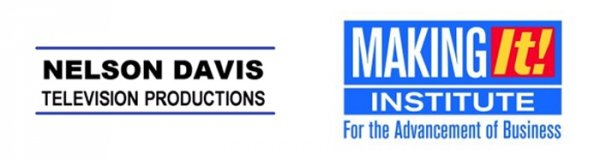 NELSON DAVIS
TELEVISION PRODUCTIONS
MAKING It!
INSTITUTE
For the Advancement of Business